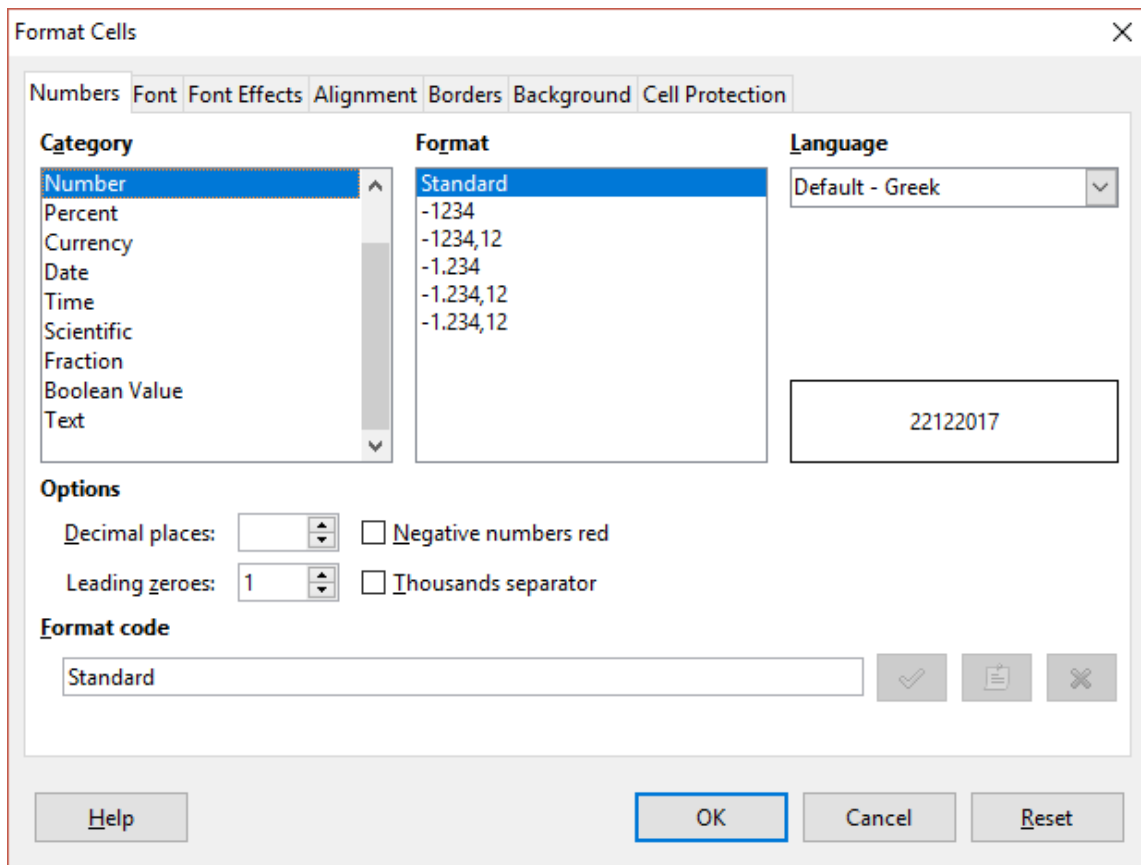 Format Cells
Numbers Font Font Effects Alignment Borders Background Cell Protection
Category
Number
Percent
Currency
Date
Time
Scientific
Fraction
Boolean Value
Text
Format
Standard
-1234
-1234,12
-1.234
-1.234,12
-1.234,12
Language
Default - Greek
22122017
Options
Decimal places:
Negative numbers red
Leading zeroes: 1
Thousands separator
Format code
Standard
Help OK Cancel Reset